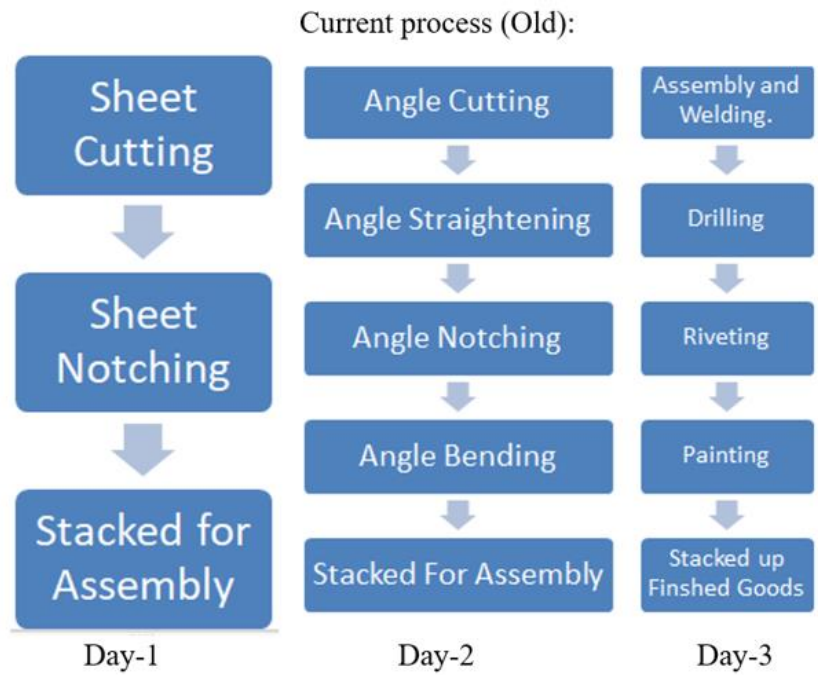 Current process (Old):
Sheet
Cutting
Sheet
Notching
Stacked for
Assembly
Day-1
Angle Cutting
Angle Straightening
Angle Notching
Angle Bending
Stacked For Assembly
Day-2
Assembly and
Welding.
Drilling
Riveting
Painting
Stacked up
Finshed Goods
Day-3